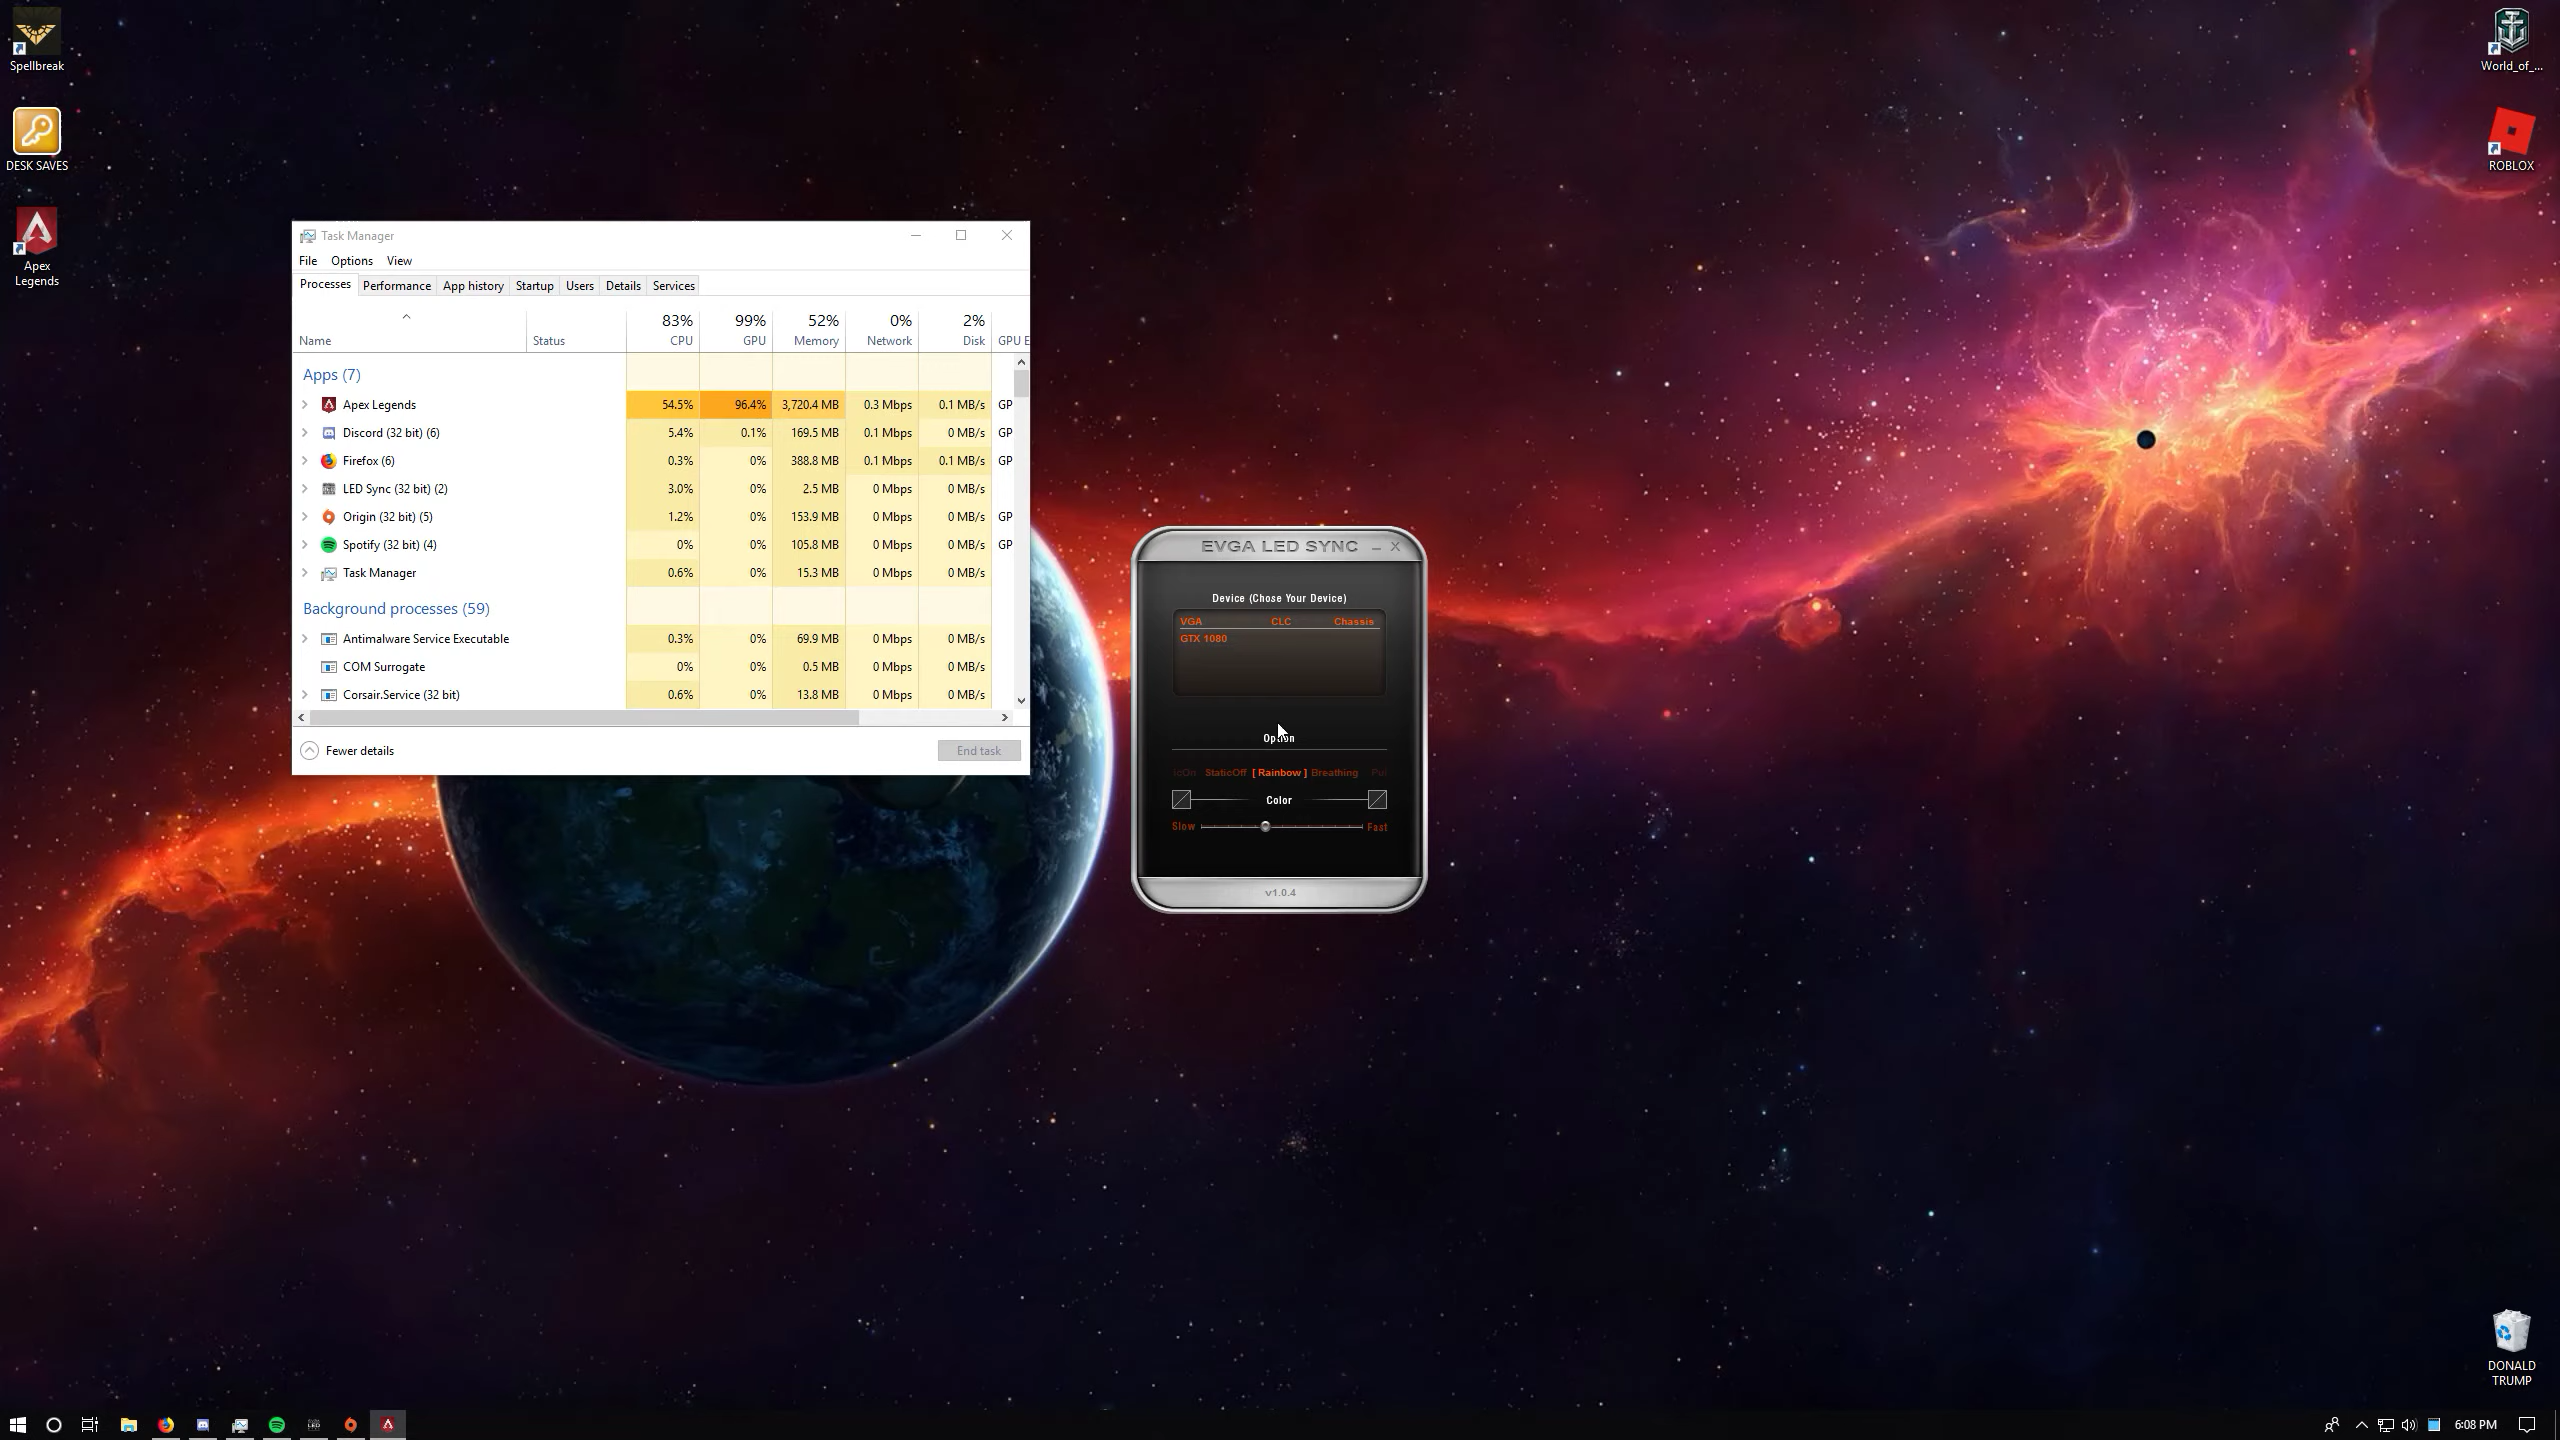 Spellbreak
DESK SAVES
Apex
Legends
World_of_...
ROBLOX
Task Manager
File Options View
Processes Performance App history Startup Users Details Services
83% 99% 52% 0% 2%
Name Status CPU GPU Memory Network Disk GPU E
Apps (7)
Apex Legends 54.5% 96.4% 3,720.4 MB 0.3 Mbps 0.1 MB/s GP
Discord (32 bit) (6) 5.4% 0.1% 169.5 MB 0.1 Mbps 0 MB/s GP
Firefox (6) 0.3% 0% 388.8 MB 0.1 Mbps 0.1 MB/s GP
LED Sync (32 bit) (2) 3.0% 0% 2.5 MB 0 Mbps 0 MB/s
Origin (32 bit) (5) 1.2% 0% 153.9 MB 0 Mbps 0 MB/s GP
Spotify (32 bit) (4) 0% 0% 105.8 MB 0 Mbps 0 MB/s GP
Task Manager 0.6% 0% 15.3 MB 0 Mbps 0 MB/s
Background processes (59)
Antimalware Service Executable 0.3% 0% 69.9 MB 0 Mbps 0 MB/s
COM Surrogate 0% 0% 0.5 MB 0 Mbps 0 MB/s
Corsair.Service (32 bit) 0.6% 0% 13.8 MB 0 Mbps 0 MB/s
Fewer details End task
EVGA LED SYNC
Device (Chose Your Device)
VGA CLC Chassis
GTX 1080
Option
icOn StaticOff [ Rainbow ] Breathing Pul
Color
Slow Fast
v1.0.4
DONALD
TRUMP
EVGA
LED
6:08 PM